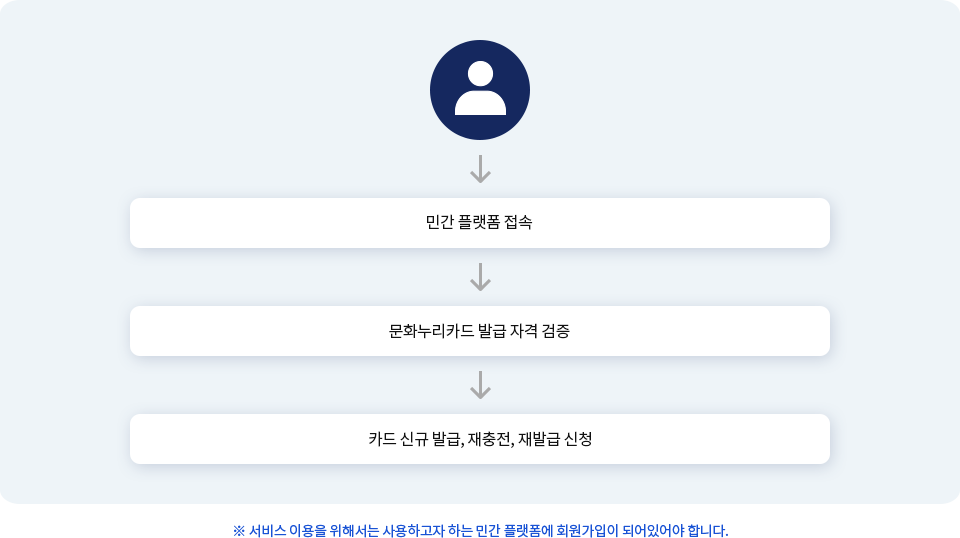 민간 플랫폼 접속
문화누리카드 발급 자격 검증
카드 신규 발급, 재충전, 재발급 신청
※ 서비스 이용을 위해서는 사용하고자 하는 민간 플랫폼에 회원가입이 되어있어야 합니다.